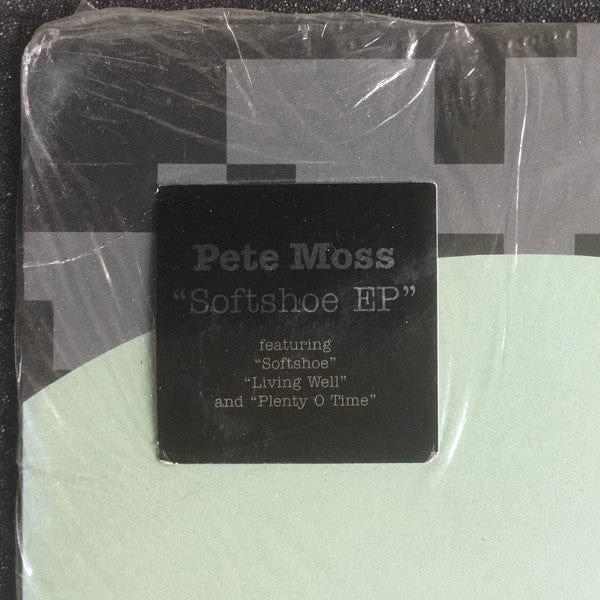 Pete Moss
“Softshoe EP”
featuring
“Softshoe”
“Living Well”
and “Plenty O Time”